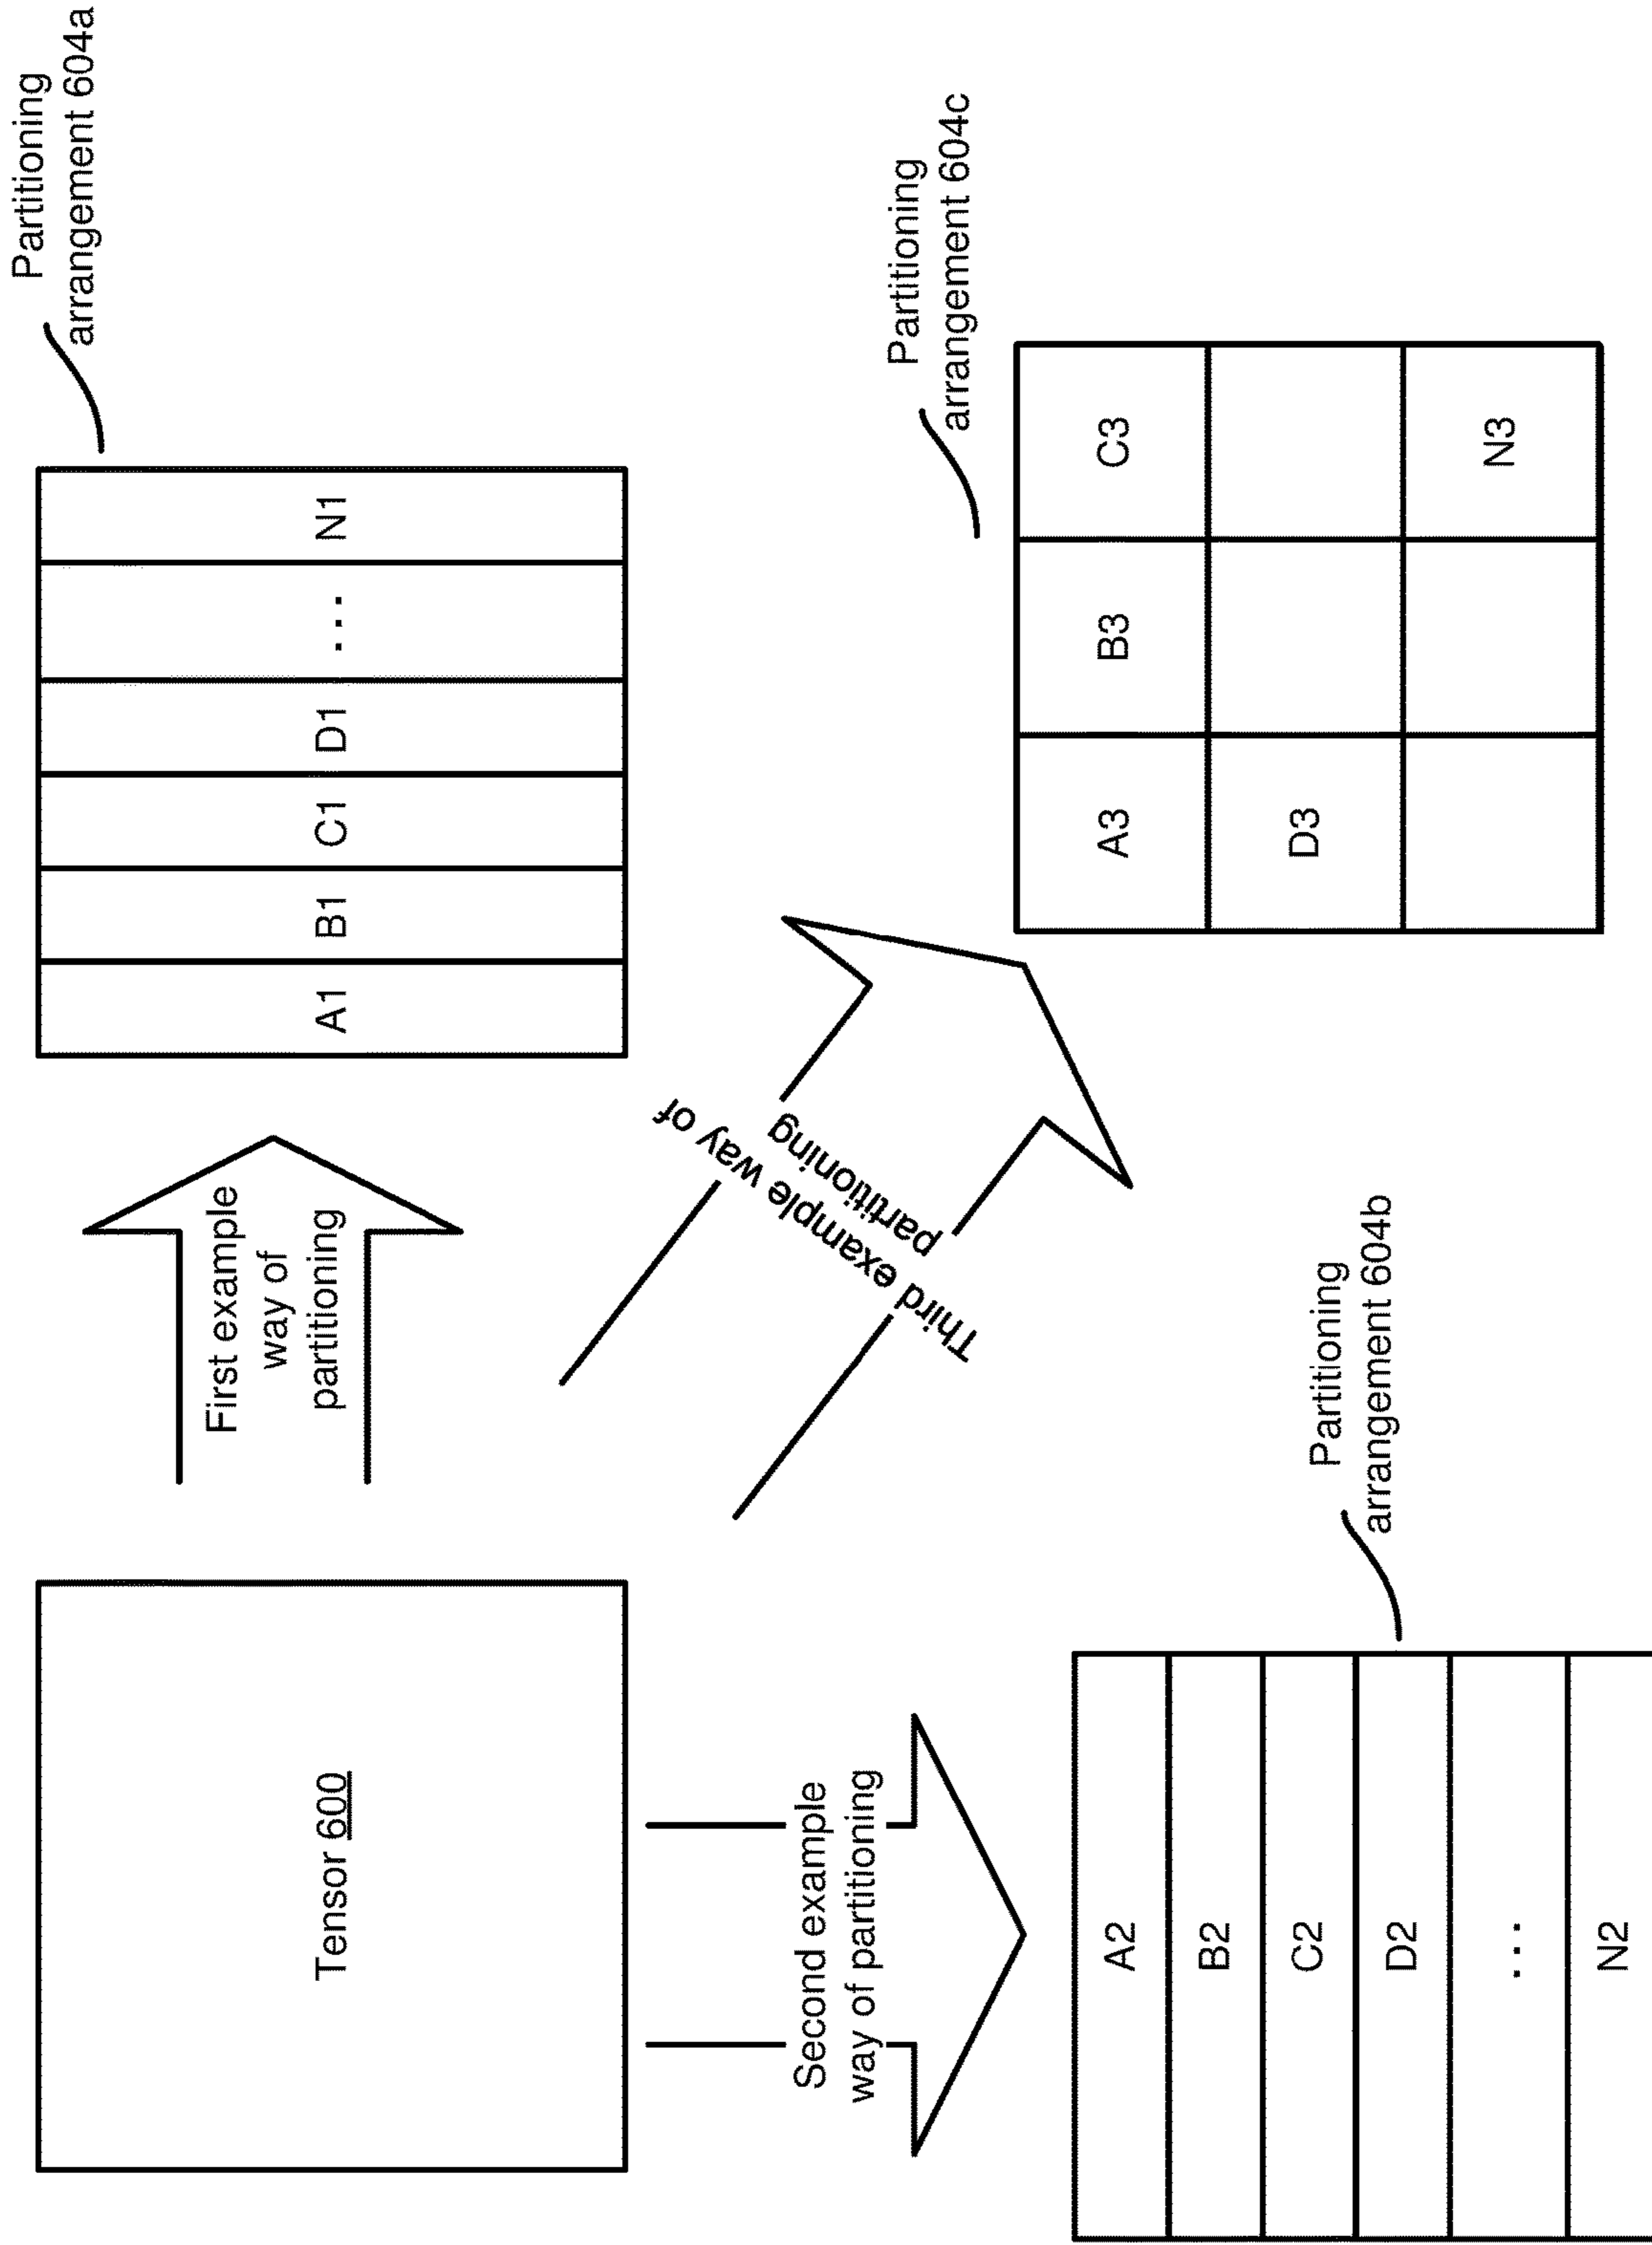 Tensor 600
First example
way of
partitioning
A1
B1
C1
D1
...
N1
Partitioning
arrangement 604a
Second example
way of partitioning
Third example way of
partitioning
A2
B2
C2
D2
...
N2
Partitioning
arrangement 604b
A3
B3
C3
D3
N3
Partitioning
arrangement 604c